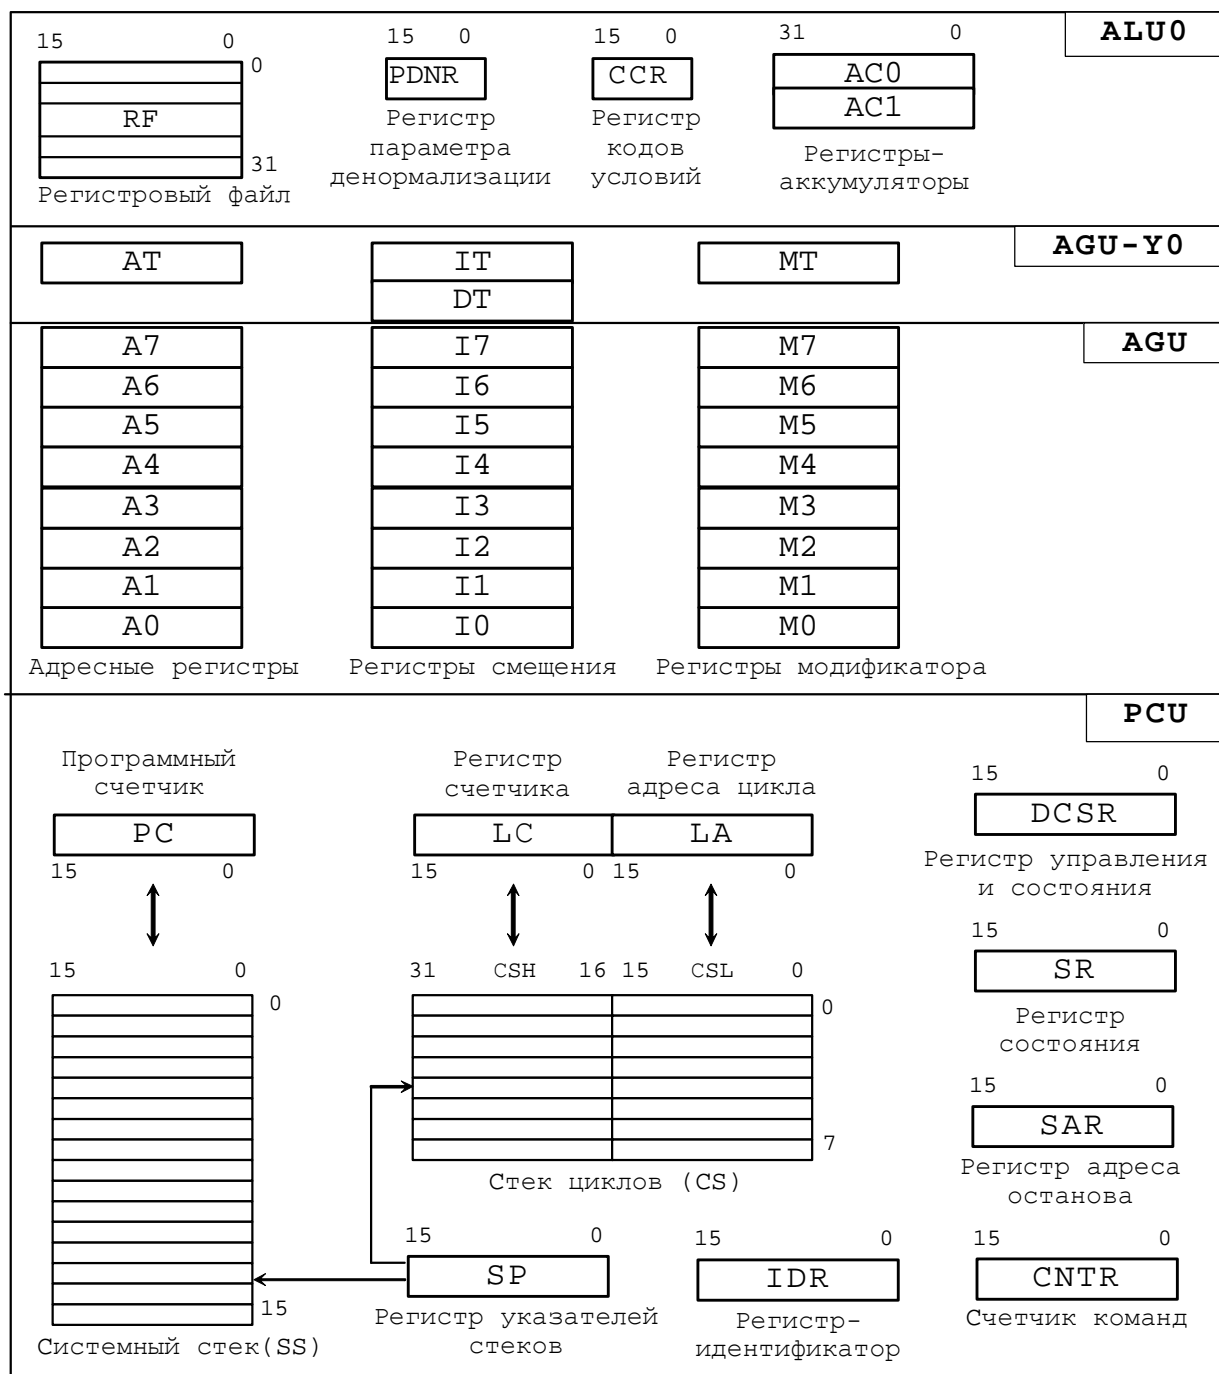 ALU0
15 0
15 0
15 0
31 0
0
RF
31
Регистровый файл
PDNR
Регистр
параметра
денормализации
CCR
Регистр
кодов
условий
AC0
AC1
Регистры-
аккумуляторы
AGU-Y0
AT
IT
MT
DT
AGU
A7 I7 M7
A6 I6 M6
A5 I5 M5
A4 I4 M4
A3 I3 M3
A2 I2 M2
A1 I1 M1
A0 I0 M0
Адресные регистры
Регистры смещения
Регистры модификатора
PCU
Программный
счетчик
PC
15 0
Регистр
счетчика
Регистр
адреса цикла
LC LA
15 0 15 0
15 0
DCSR
Регистр управления
и состояния
15 0
0
15
Системный стек(SS)
31 CSH 16 15 CSL 0
0
7
Стек циклов (CS)
15 0
SR
Регистр
состояния
15 0
SAR
Регистр адреса
останова
15 0
SP
Регистр указателей
стеков
15 0
IDR
Регистр-
идентификатор
15 0
CNTR
Счетчик команд